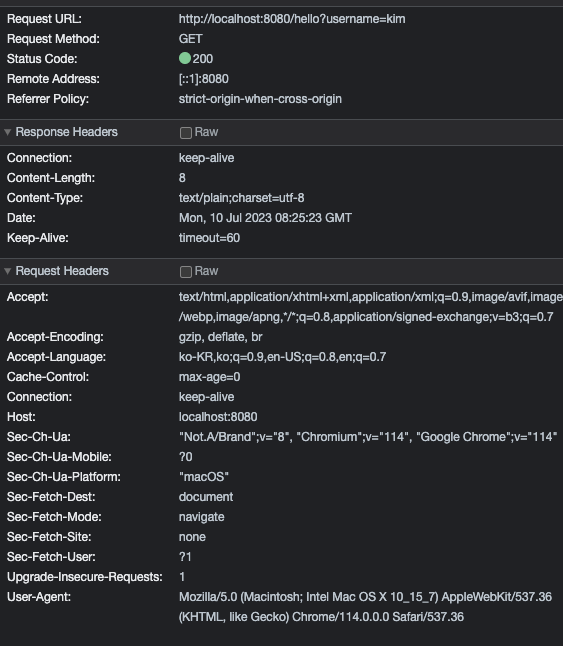 Request URL: http://localhost:8080/hello?username=kim
Request Method: GET
Status Code: 200
Remote Address: [::1]:8080
Referrer Policy: strict-origin-when-cross-origin
Response Headers Raw
Connection: keep-alive
Content-Length: 8
Content-Type: text/plain;charset=utf-8
Date: Mon, 10 Jul 2023 08:25:23 GMT
Keep-Alive: timeout=60
Request Headers Raw
Accept: text/html,application/xhtml+xml,application/xml;q=0.9,image/avif,image
/webp,image/apng,*/*;q=0.8,application/signed-exchange;v=b3;q=0.7
Accept-Encoding: gzip, deflate, br
Accept-Language: ko-KR,ko;q=0.9,en-US;q=0.8,en;q=0.7
Cache-Control: max-age=0
Connection: keep-alive
Host: localhost:8080
Sec-Ch-Ua: "Not.A/Brand";v="8", "Chromium";v="114", "Google Chrome";v="114"
Sec-Ch-Ua-Mobile: ?0
Sec-Ch-Ua-Platform: "macOS"
Sec-Fetch-Dest: document
Sec-Fetch-Mode: navigate
Sec-Fetch-Site: none
Sec-Fetch-User: ?1
Upgrade-Insecure-Requests: 1
User-Agent: Mozilla/5.0 (Macintosh; Intel Mac OS X 10_15_7) AppleWebKit/537.36
(KHTML, like Gecko) Chrome/114.0.0.0 Safari/537.36